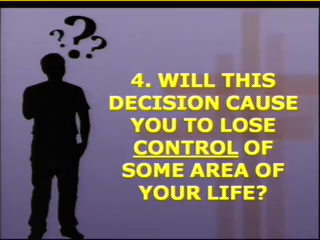 4. WILL THIS
DECISION CAUSE
YOU TO LOSE
CONTROL OF
SOME AREA OF
YOUR LIFE?
???